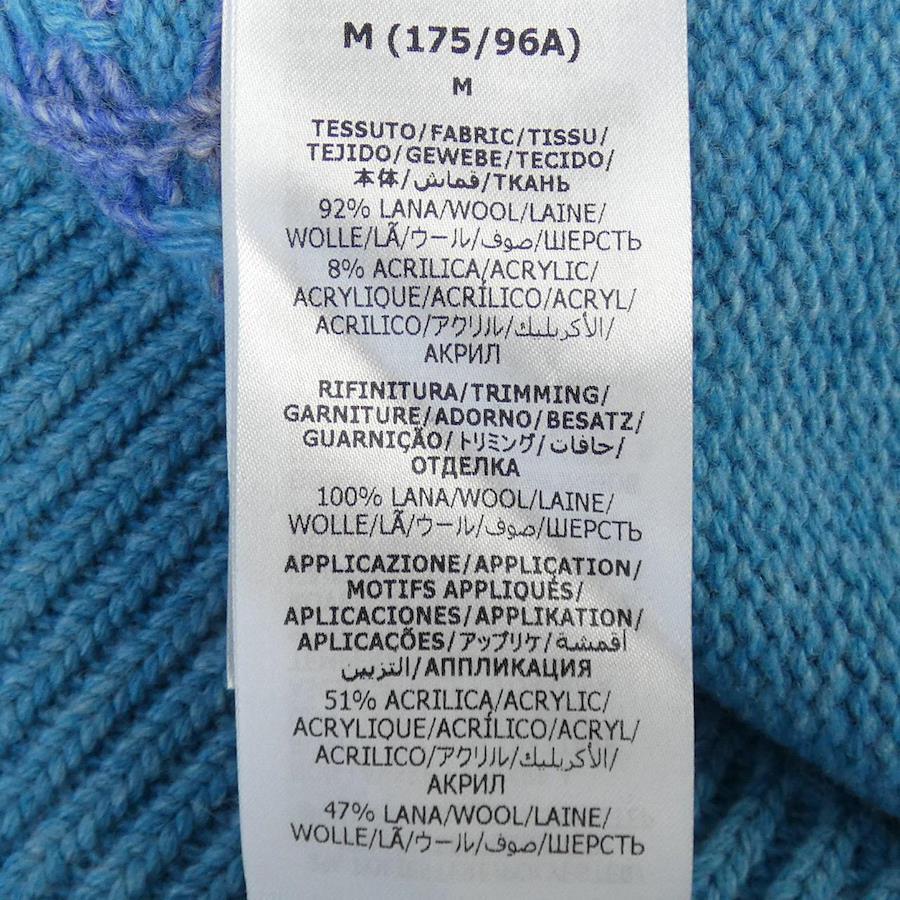 M (175/96A)
M
TESSUTO/FABRIC/TISSU/
TEJIDO/GEWEBE/TECIDO/
本体/قماش/ТКАНЬ
92% LANA/WOOL/LAINE/
WOLLE/LÃ/ウール/صوف/ШЕРСТЬ
8% ACRILICA/ACRYLIC/
ACRYLIQUE/ACRÍLICO/ACRYL/
ACRILICO/アクリル/الأكريليك/
АКРИЛ
RIFINITURA/TRIMMING/
GARNITURE/ADORNO/BESATZ/
GUARNIÇÃO/トリミング/حافات/
ОТДЕЛКА
100% LANA/WOOL/LAINE/
WOLLE/LÃ/ウール/صوف/ШЕРСТЬ
APPLICAZIONE/APPLICATION/
MOTIFS APPLIQUÉS/
APLICACIONES/APPLIKATION/
APLICAÇÕES/アップリケ/أقمشة
التزيين/АППЛИКАЦИЯ
51% ACRILICA/ACRYLIC/
ACRYLIQUE/ACRÍLICO/ACRYL/
ACRILICO/アクリル/الأكريليك/
АКРИЛ
47% LANA/WOOL/LAINE/
WOLLE/LÃ/ウール/صوف/ШЕРСТЬ